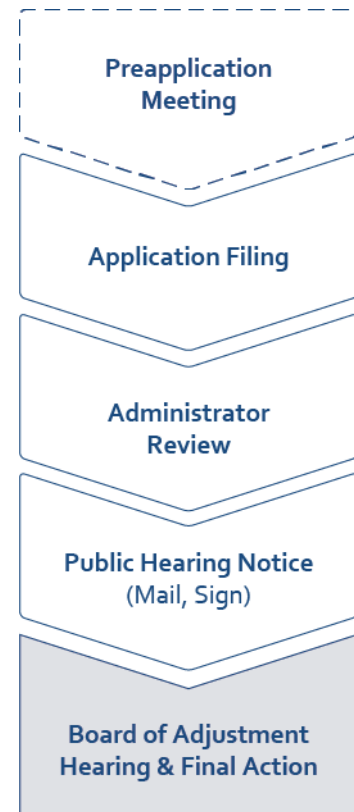 Preapplication
Meeting
Application Filing
Administrator
Review
Public Hearing Notice
(Mail, Sign)
Board of Adjustment
Hearing & Final Action